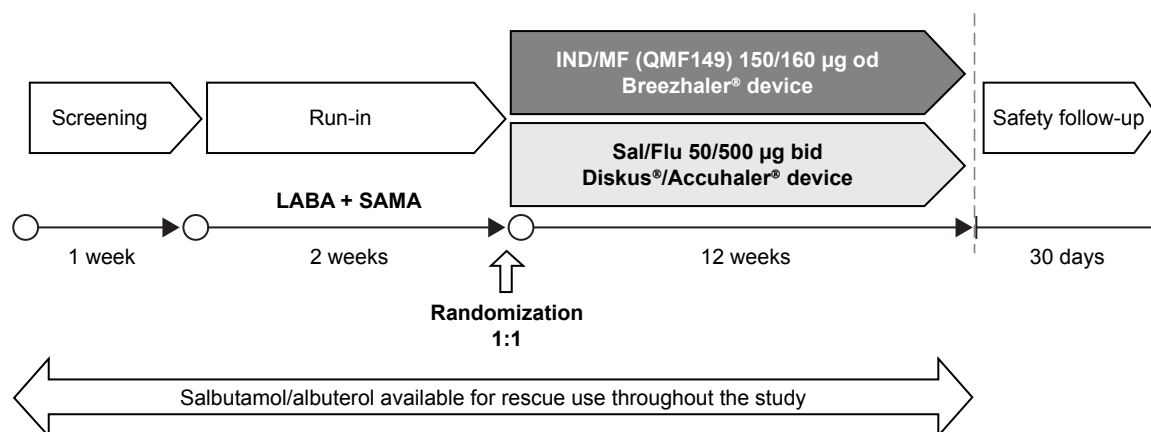 IND/MF (QMF149) 150/160 µg od
Breezhaler® device
Screening
Run-in
Safety follow-up
Sal/Flu 50/500 µg bid
Diskus®/Accuhaler® device
LABA + SAMA
1 week
2 weeks
12 weeks
30 days
Randomization
1:1
Salbutamol/albuterol available for rescue use throughout the study